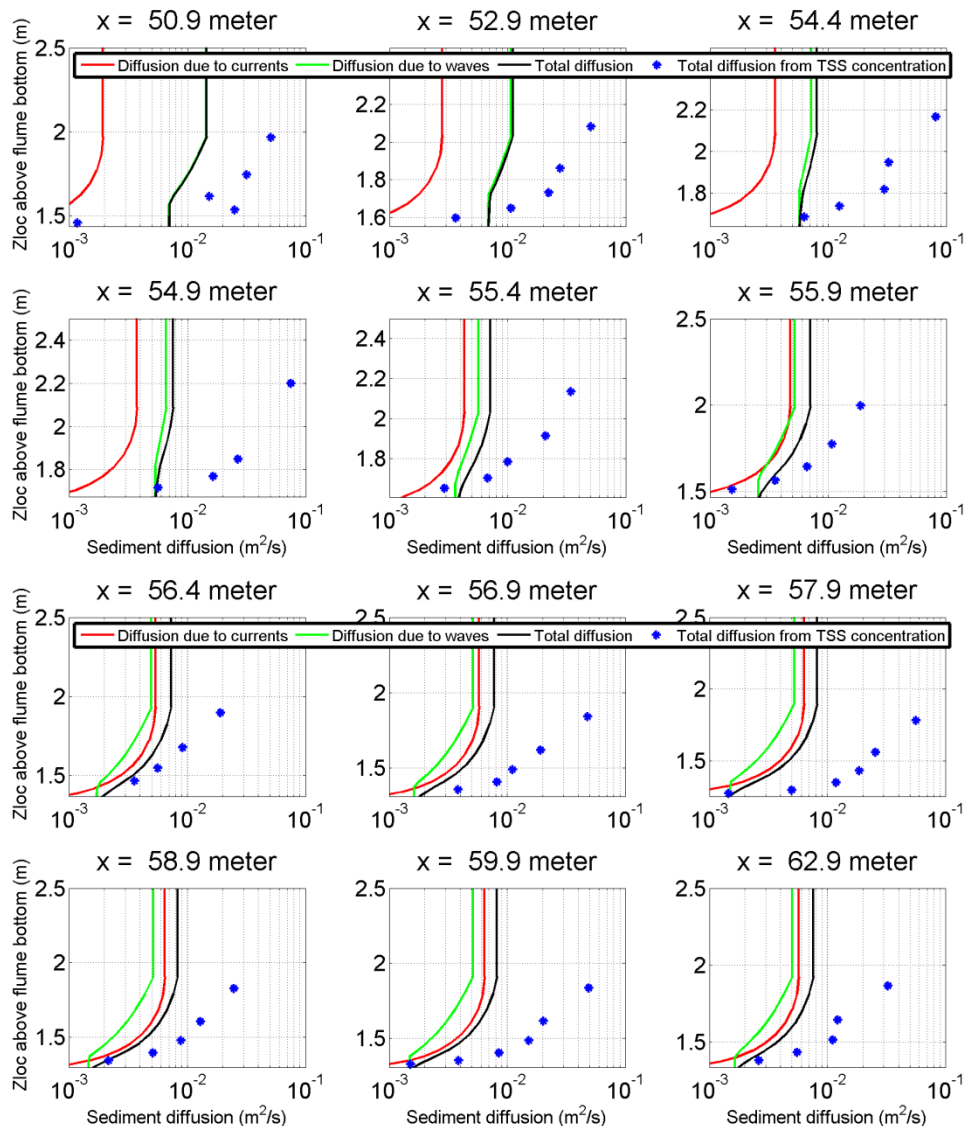 x = 50.9 meter x = 52.9 meter x = 54.4 meter
Diffusion due to currents Diffusion due to waves Total diffusion Total diffusion from TSS concentration
Zloc above flume bottom (m)
2.5
2
1.5
10^-3 10^-2 10^-1
2.4
2.2
2
1.8
1.6
10^-3 10^-2 10^-1
2.4
2.2
2
1.8
1.6
10^-3 10^-2 10^-1
x = 54.9 meter x = 55.4 meter x = 55.9 meter
Zloc above flume bottom (m)
2.4
2.2
2
1.8
10^-3 10^-2 10^-1
Sediment diffusion (m²/s)
2.4
2.2
2
1.8
10^-3 10^-2 10^-1
Sediment diffusion (m²/s)
2.5
2
1.5
10^-3 10^-2 10^-1
Sediment diffusion (m²/s)
x = 56.4 meter x = 56.9 meter x = 57.9 meter
Diffusion due to currents Diffusion due to waves Total diffusion Total diffusion from TSS concentration
Zloc above flume bottom (m)
2.5
2
1.5
10^-3 10^-2 10^-1
2.5
2
1.5
10^-3 10^-2 10^-1
2.5
2
1.5
10^-3 10^-2 10^-1
x = 58.9 meter x = 59.9 meter x = 62.9 meter
Zloc above flume bottom (m)
2.5
2
1.5
10^-3 10^-2 10^-1
Sediment diffusion (m²/s)
2.5
2
1.5
10^-3 10^-2 10^-1
Sediment diffusion (m²/s)
2.5
2
1.5
10^-3 10^-2 10^-1
Sediment diffusion (m²/s)